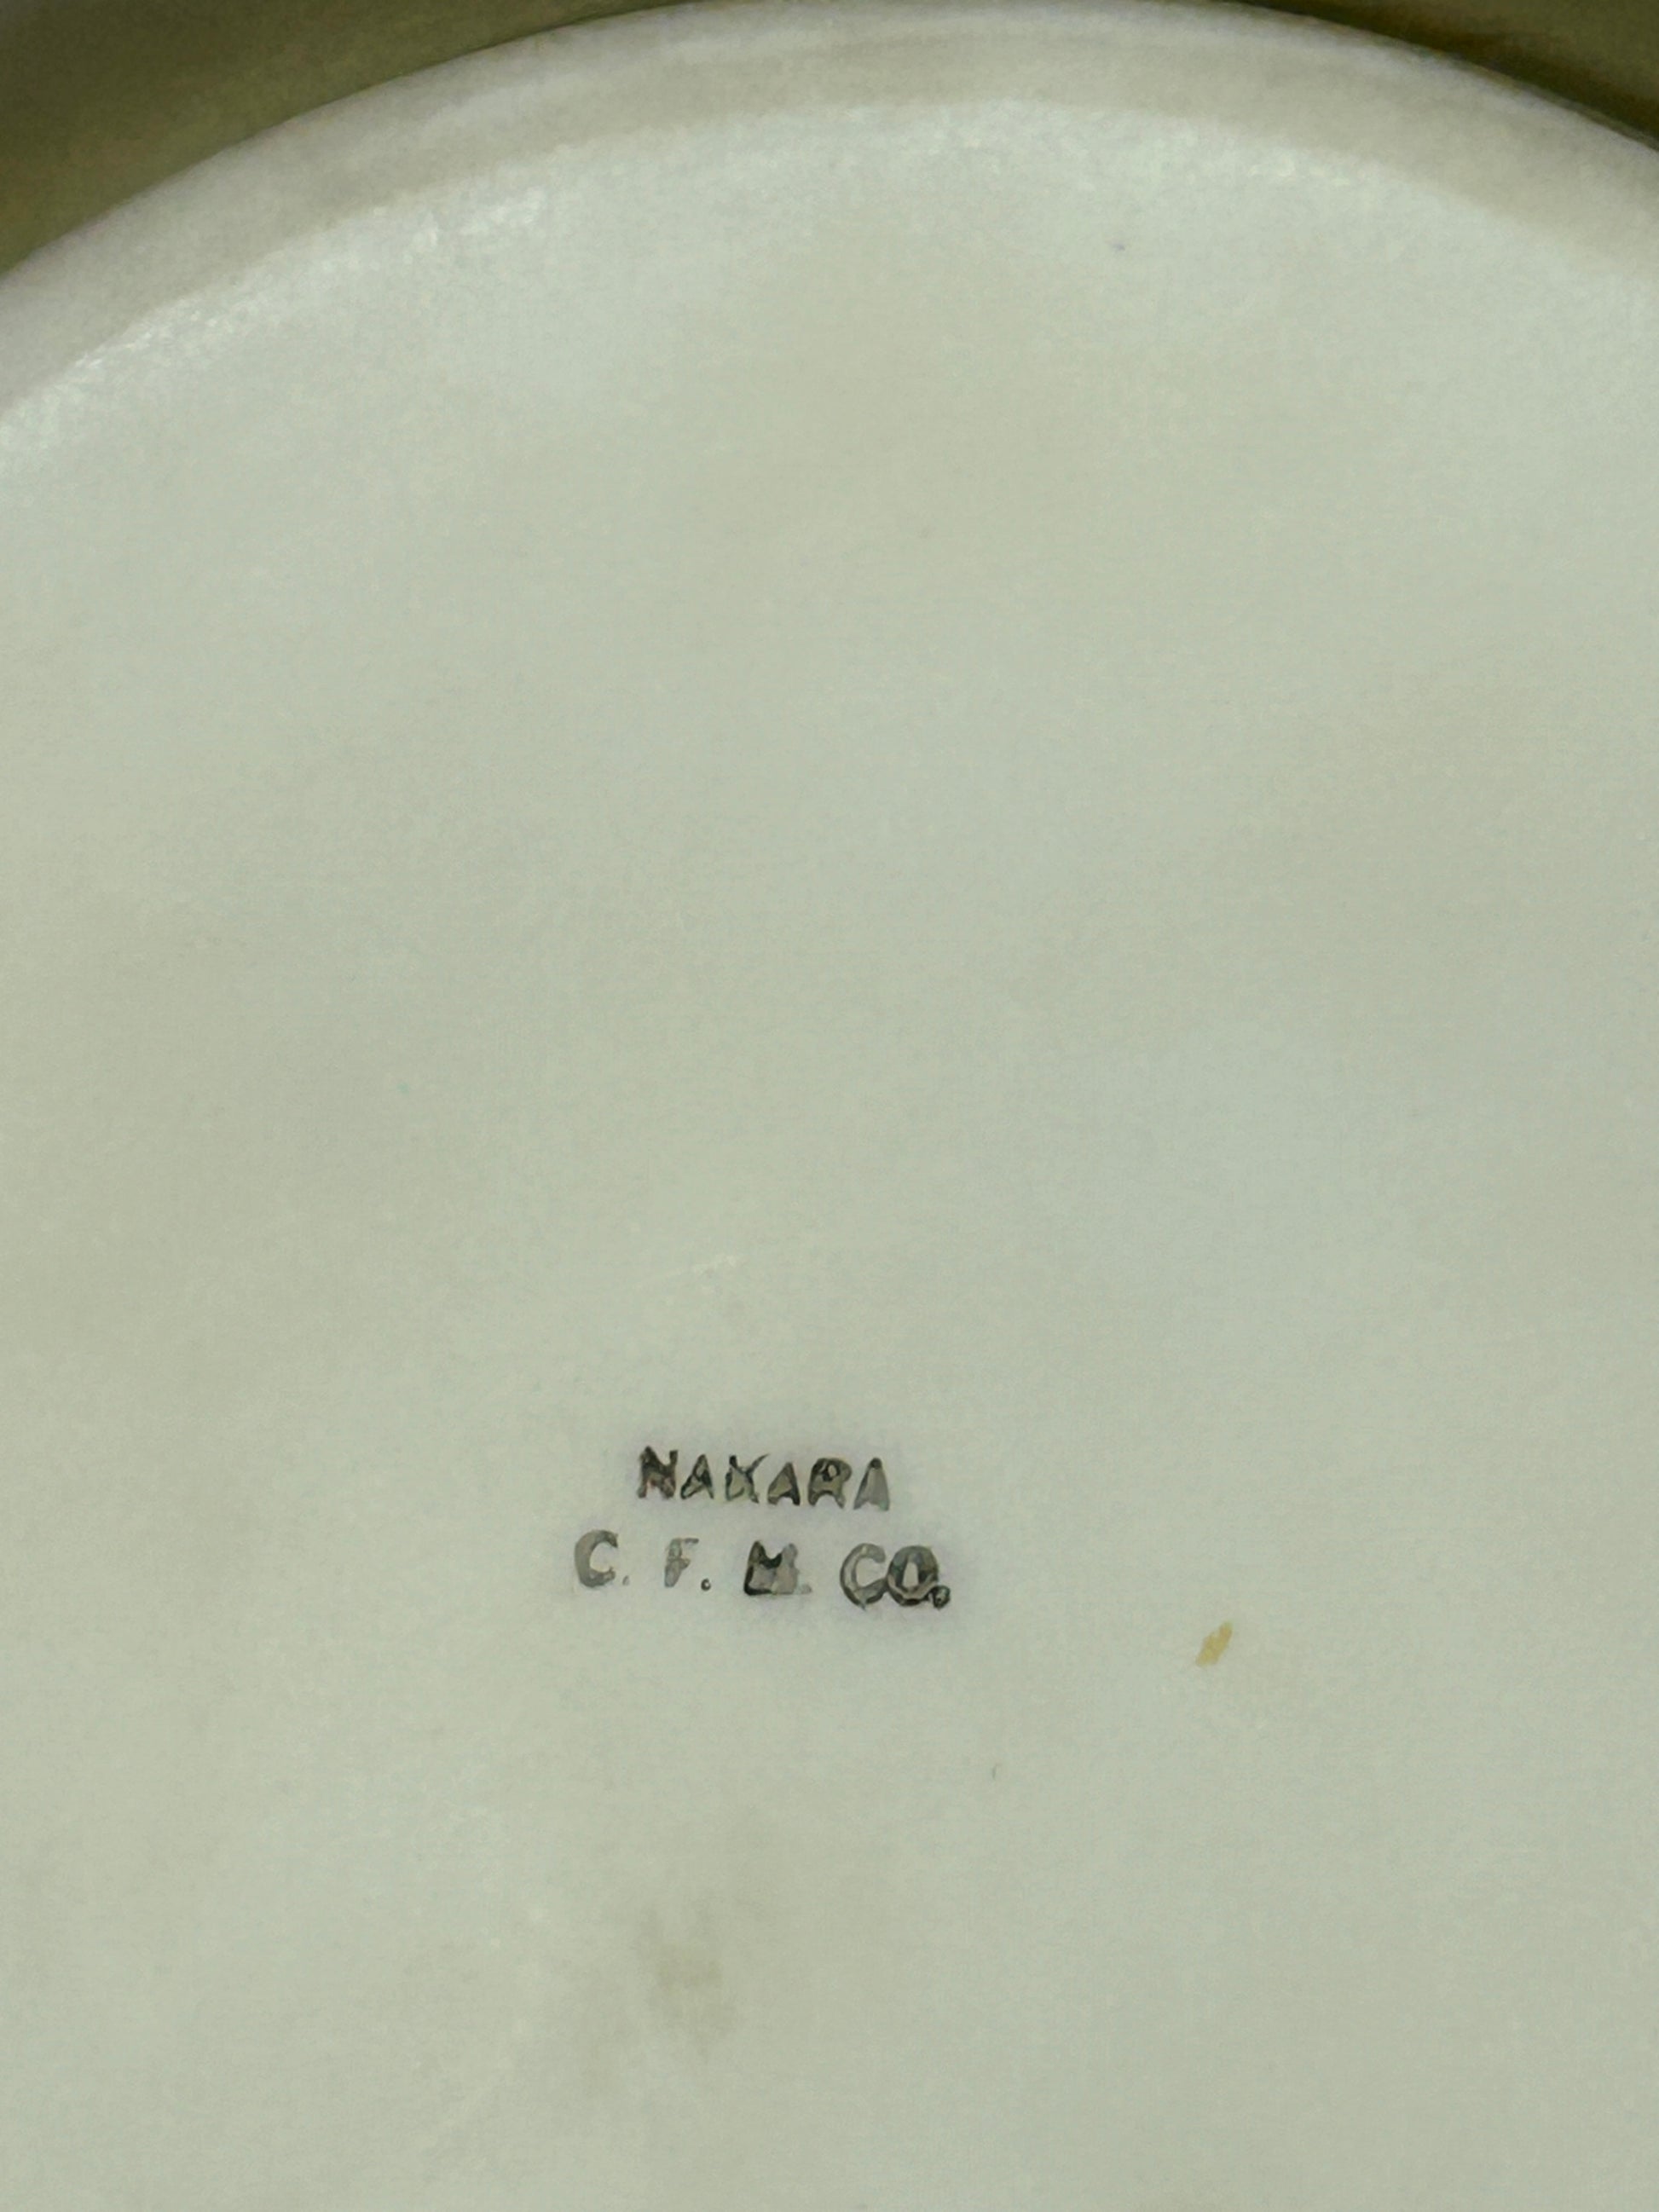 NAKARA
C. F. M. CO.